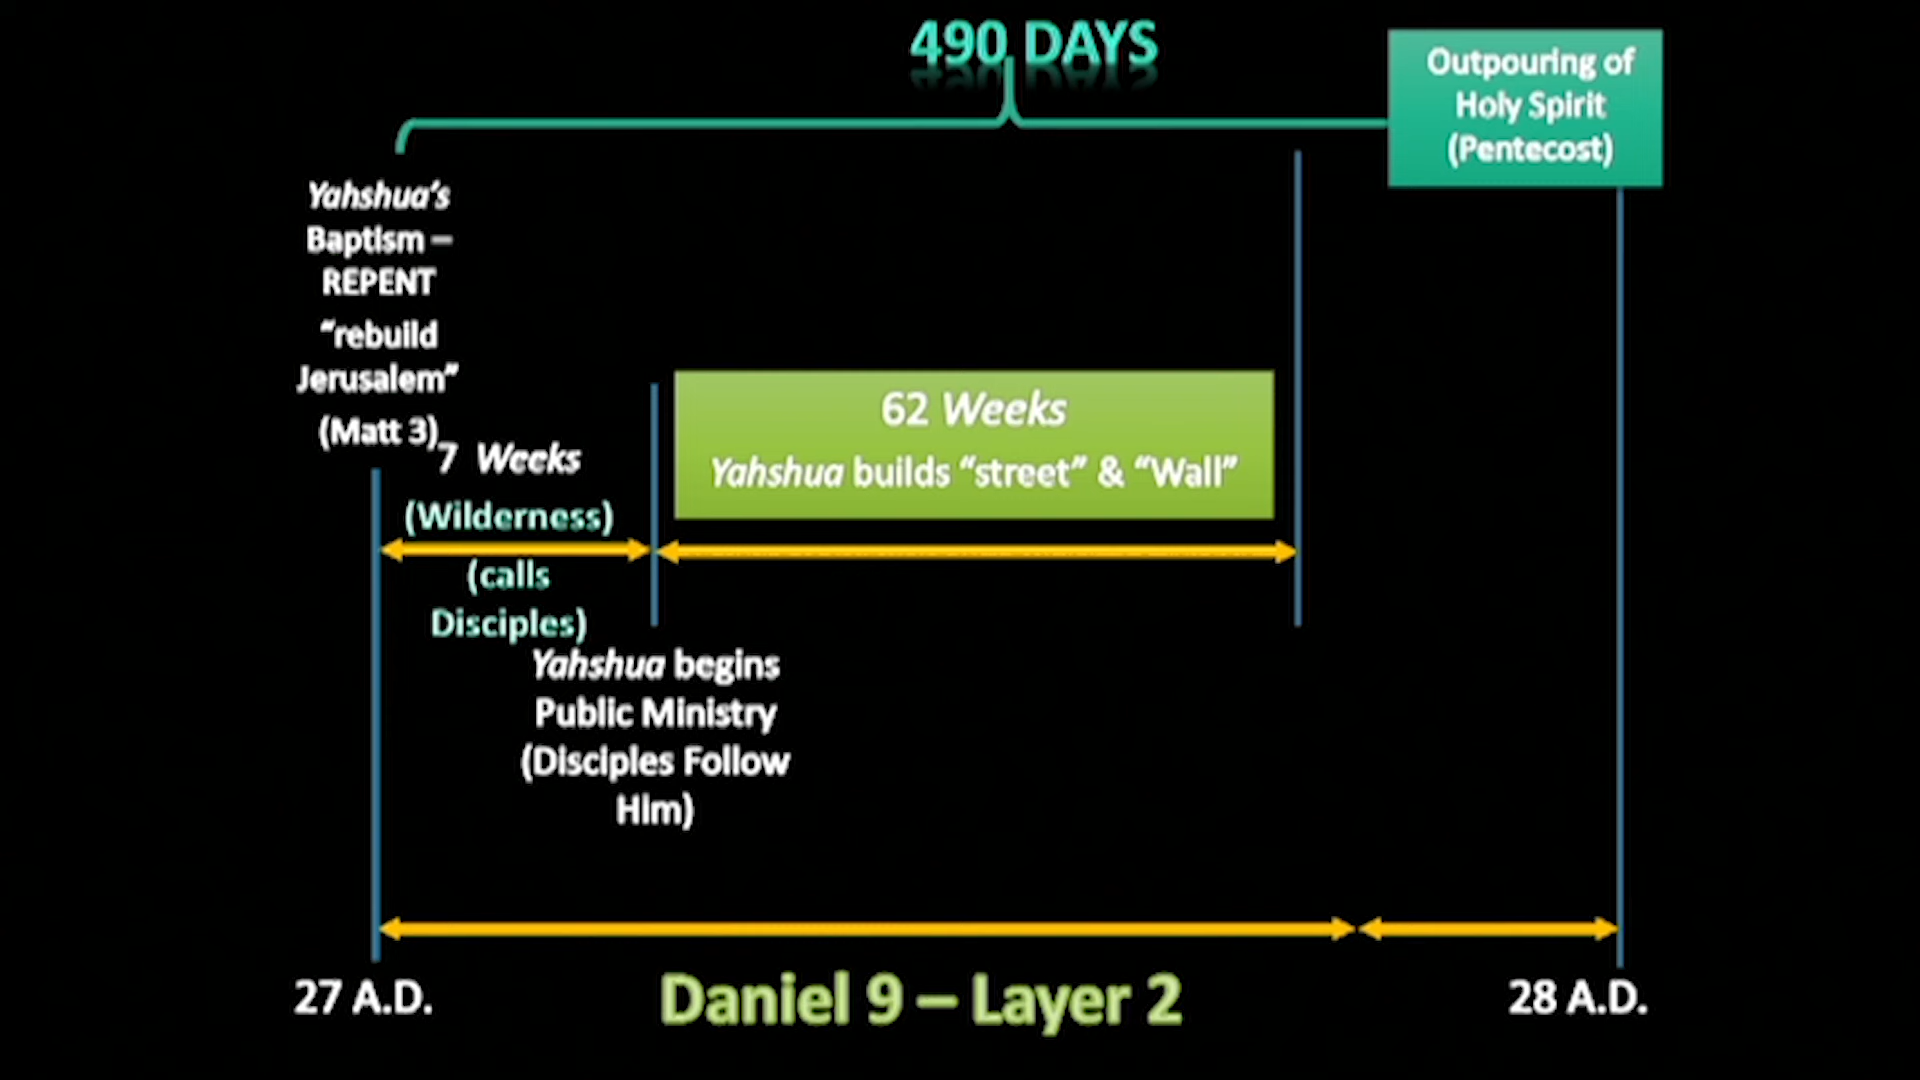 490 DAYS
Outpouring of
Holy Spirit
(Pentecost)
Yahshua's
Baptism –
REPENT
“rebuild
Jerusalem”
(Matt 3)
7 Weeks
(Wilderness)
(calls
Disciples)
62 Weeks
Yahshua builds “street” & “Wall”
Yahshua begins
Public Ministry
(Disciples Follow
Him)
27 A.D.
Daniel 9 – Layer 2
28 A.D.